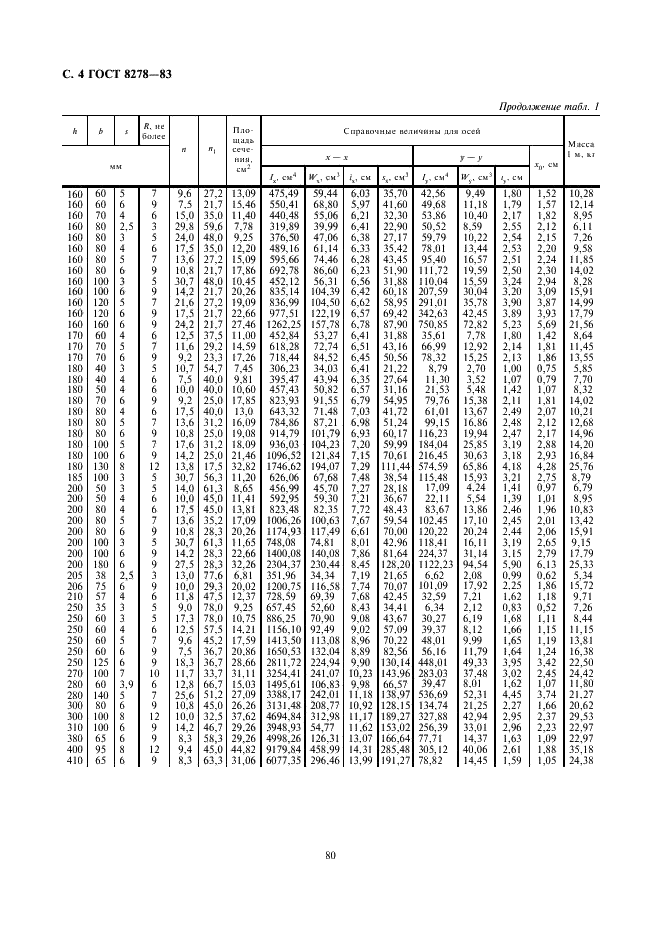 С. 4 ГОСТ 8278—83
Продолжение табл. 1
h b s R, не более n n1 Площадь сечения, см2 Справочные величины для осей x0, см Масса 1 м, кг
мм x — x y — y
Ix, см4 Wx, см3 ix, см sx, см3 Iy, см4 Wy, см3 iy, см
160 60 5 7 9,6 27,2 13,09 475,49 59,44 6,03 35,70 42,56 9,49 1,80 1,52 10,28
160 60 6 9 7,5 21,7 15,46 550,41 68,80 5,97 41,60 49,68 11,18 1,79 1,57 12,14
160 70 4 6 15,0 35,0 11,40 440,48 55,06 6,21 32,30 53,86 10,40 2,17 1,82 8,95
160 80 2,5 3 29,8 59,6 7,78 319,89 39,99 6,41 22,90 50,52 8,59 2,55 2,12 6,11
160 80 3 5 24,0 48,0 9,25 376,50 47,06 6,38 27,17 59,79 10,22 2,54 2,15 7,26
160 80 4 6 17,5 35,0 12,20 489,16 61,14 6,33 35,42 78,01 13,44 2,53 2,20 9,58
160 80 5 7 13,6 27,2 15,09 595,66 74,46 6,28 43,45 95,40 16,57 2,51 2,24 11,85
160 80 6 9 10,8 21,7 17,86 692,78 86,60 6,23 51,90 111,72 19,59 2,50 2,30 14,02
160 100 3 5 30,7 48,0 10,45 452,12 56,31 6,56 31,88 110,04 15,59 3,24 2,94 8,28
160 100 6 9 14,2 21,7 20,26 835,14 104,39 6,42 60,18 207,59 30,04 3,20 3,09 15,91
160 120 5 7 21,6 27,2 19,09 836,99 104,50 6,62 58,95 291,01 35,78 3,90 3,87 14,99
160 120 6 9 17,5 21,7 22,66 977,51 122,19 6,57 69,42 342,63 42,45 3,89 3,93 17,79
160 160 6 9 24,2 21,7 27,46 1262,25 157,78 6,78 87,90 750,85 72,82 5,23 5,69 21,56
170 60 4 6 12,5 37,5 11,00 452,84 53,27 6,41 31,88 35,61 7,78 1,80 1,42 8,64
170 70 5 7 11,6 29,2 14,59 618,28 72,74 6,51 43,16 66,99 12,92 2,14 1,81 11,45
170 70 6 9 9,2 23,3 17,26 718,44 84,52 6,45 50,56 78,32 15,25 2,13 1,86 13,55
180 40 3 5 10,7 54,7 7,45 306,23 34,03 6,41 21,22 8,79 2,70 1,00 0,75 5,85
180 40 4 6 7,5 40,0 9,81 395,47 43,94 6,35 27,64 11,30 3,52 1,07 0,79 7,70
180 50 4 6 10,0 40,0 10,60 457,43 50,82 6,57 31,16 21,53 5,48 1,42 1,07 8,32
180 70 6 9 9,2 25,0 17,85 823,93 91,55 6,79 54,95 79,76 15,38 2,11 1,81 14,02
180 80 4 6 17,5 40,0 13,0 643,32 71,48 7,03 41,72 61,01 13,67 2,49 2,07 10,21
180 80 5 7 13,6 31,2 16,09 784,86 87,21 6,98 51,24 99,15 16,86 2,48 2,12 12,68
180 80 6 9 10,8 25,0 19,08 914,79 101,79 6,93 60,17 116,23 19,94 2,47 2,17 14,96
180 100 5 7 17,6 31,2 18,09 936,03 104,23 7,20 59,99 184,04 25,85 3,19 2,88 14,20
180 100 6 9 14,2 25,0 21,46 1096,52 121,84 7,15 70,61 216,45 30,63 3,18 2,93 16,84
180 130 8 12 13,8 17,5 32,82 1746,62 194,07 7,29 111,44 574,59 65,86 4,18 4,28 25,76
185 100 3 5 30,7 56,3 11,20 626,06 67,68 7,48 38,54 115,48 15,93 3,21 2,75 8,79
200 50 3 5 14,0 61,3 8,65 456,99 45,70 7,27 28,18 17,09 4,24 1,41 0,97 6,79
200 50 4 6 10,0 45,0 11,41 592,95 59,30 7,21 36,67 22,11 5,54 1,39 1,01 8,95
200 80 4 6 17,5 45,0 13,81 823,48 82,35 7,72 48,43 83,67 13,86 2,46 1,96 10,83
200 80 5 7 13,6 35,2 17,09 1006,26 100,63 7,67 59,54 102,45 17,10 2,45 2,01 13,42
200 80 6 9 10,8 28,3 20,26 1174,93 117,49 6,61 70,00 120,22 20,24 2,44 2,06 15,91
200 100 3 5 30,7 61,3 11,65 748,08 74,81 8,01 42,96 118,41 16,11 3,19 2,65 9,15
200 100 6 9 14,2 28,3 22,66 1400,08 140,08 7,86 81,64 224,37 31,14 3,15 2,79 17,79
200 180 6 9 27,5 28,3 32,26 2304,37 230,44 8,45 128,20 1122,23 94,54 5,90 6,13 25,33
205 38 2,5 3 13,0 77,6 6,81 351,96 34,34 7,19 21,65 6,62 2,08 0,99 0,62 5,34
206 75 6 9 10,0 29,3 20,02 1200,75 116,58 7,74 70,07 101,09 17,92 2,25 1,86 15,72
210 57 4 6 11,8 47,5 12,37 728,59 69,39 7,68 42,45 32,59 7,21 1,62 1,18 9,71
250 35 3 5 9,0 78,0 9,25 657,45 52,60 8,43 34,41 6,34 2,12 0,83 0,52 7,26
250 60 3 5 17,3 78,0 10,75 886,25 70,90 9,08 43,67 30,27 6,19 1,68 1,11 8,44
250 60 4 6 12,5 57,5 14,21 1156,10 92,49 9,02 57,09 39,37 8,12 1,66 1,15 11,15
250 60 5 7 9,6 45,2 17,59 1413,50 113,08 8,96 70,22 48,01 9,99 1,65 1,19 13,81
250 60 6 9 7,5 36,7 20,86 1650,53 132,04 8,89 82,56 56,16 11,79 1,64 1,24 16,38
250 125 6 9 18,3 36,7 28,66 2811,72 224,94 9,90 130,14 448,01 49,33 3,95 3,42 22,50
270 100 7 10 11,7 33,7 31,11 3254,41 241,07 10,23 143,96 283,03 37,48 3,02 2,45 24,42
280 60 3,9 6 12,8 66,7 15,03 1495,61 106,83 9,98 66,57 39,47 8,01 1,62 1,07 11,80
280 140 5 7 25,6 51,2 27,09 3388,17 242,01 11,18 138,97 536,69 52,31 4,45 3,74 21,27
300 80 6 9 10,8 45,0 26,26 3131,48 208,77 10,92 128,15 134,74 21,25 2,27 1,66 20,62
300 100 8 12 10,0 32,5 37,62 4694,84 312,98 11,17 189,27 327,88 42,94 2,95 2,37 29,53
310 100 6 9 14,2 46,7 29,26 3948,93 54,77 11,62 153,02 256,39 33,01 2,96 2,23 22,97
380 65 6 9 8,3 58,3 29,26 4998,26 126,31 13,07 166,64 77,71 14,37 1,63 1,09 22,97
400 95 8 12 9,4 45,0 44,82 9179,84 458,99 14,31 285,48 305,12 40,06 2,61 1,88 35,18
410 65 6 9 8,3 63,3 31,06 6077,35 296,46 13,99 191,27 78,82 14,45 1,59 1,05 24,38
80